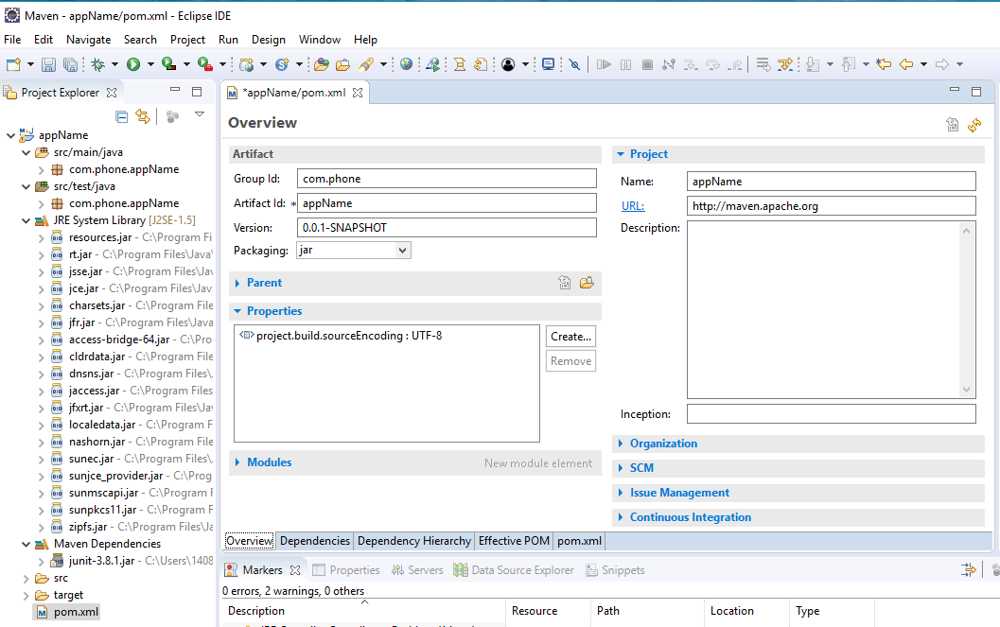 Maven - appName/pom.xml - Eclipse IDE
File Edit Navigate Search Project Run Design Window Help
Project Explorer
*appName/pom.xml
appName
src/main/java
com.phone.appName
src/test/java
com.phone.appName
JRE System Library [J2SE-1.5]
resources.jar - C:\Program Fi
rt.jar - C:\Program Files\Java\
jsse.jar - C:\Program Files\Jav
jce.jar - C:\Program Files\Java
charsets.jar - C:\Program File
jfr.jar - C:\Program Files\Java
access-bridge-64.jar - C:\Pro
cldrdata.jar - C:\Program File
dnsns.jar - C:\Program Files\
jaccess.jar - C:\Program Files
jfxrt.jar - C:\Program Files\Ja
localedata.jar - C:\Program F
nashorn.jar - C:\Program File
sunec.jar - C:\Program Files\
sunjce_provider.jar - C:\Prog
sunmscapi.jar - C:\Program F
sunpkcs11.jar - C:\Program F
zipfs.jar - C:\Program Files\Ja
Maven Dependencies
junit-3.8.1.jar - C:\Users\1408
src
target
pom.xml
Overview
Artifact
Group Id: com.phone
Artifact Id: * appName
Version: 0.0.1-SNAPSHOT
Packaging: jar
Parent
Properties
project.build.sourceEncoding : UTF-8
Create...
Remove
Modules New module element
Project
Name: appName
URL: http://maven.apache.org
Description:
Inception:
Organization
SCM
Issue Management
Continuous Integration
Overview Dependencies Dependency Hierarchy Effective POM pom.xml
Markers Properties Servers Data Source Explorer Snippets
0 errors, 2 warnings, 0 others
Description Resource Path Location Type